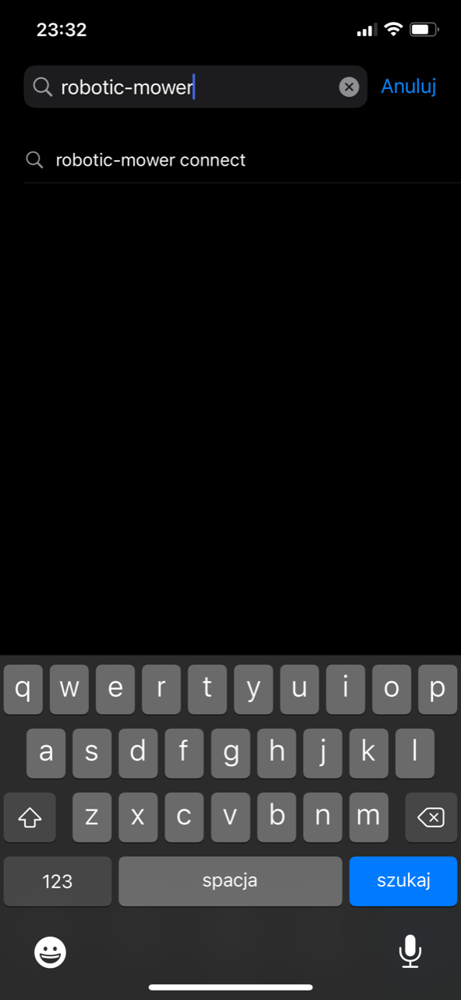 23:32
robotic-mower
Anuluj
robotic-mower connect
q w e r t y u i o p
a s d f g h j k l
z x c v b n m
123 spacja szukaj